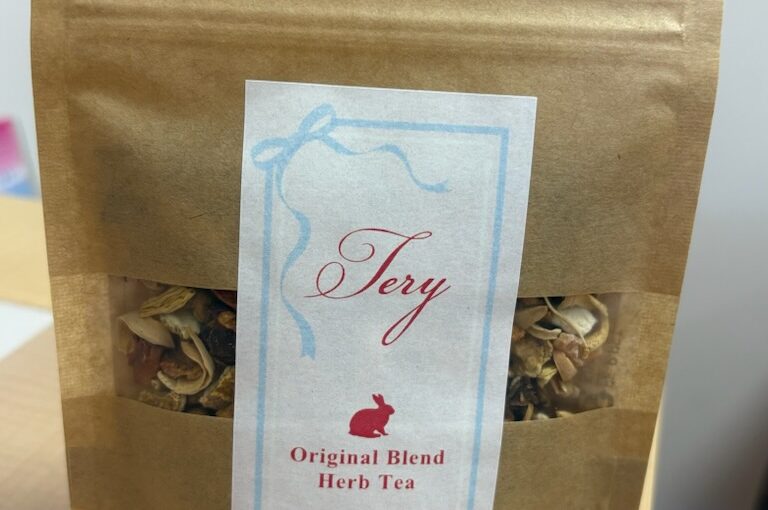 Tery
Original Blend
Herb Tea